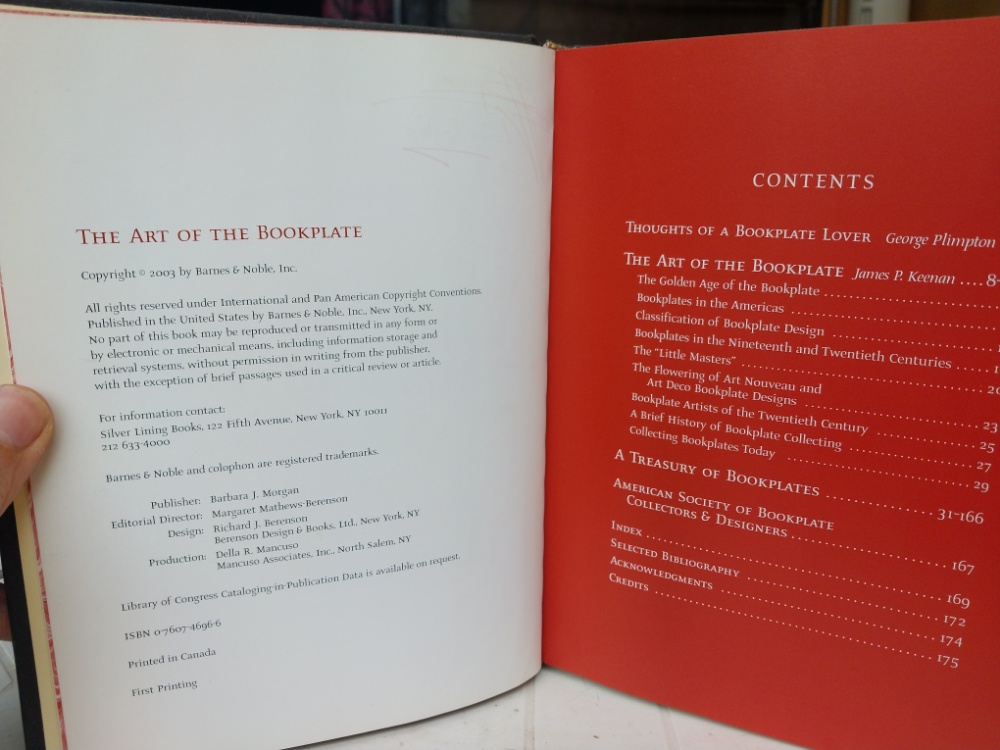 The Art of the Bookplate
Copyright © 2003 by Barnes & Noble, Inc.
All rights reserved under International and Pan American Copyright Conventions.
Published in the United States by Barnes & Noble, Inc., New York, NY.
No part of this book may be reproduced or transmitted in any form or
by electronic or mechanical means, including information storage and
retrieval systems, without permission in writing from the publisher,
with the exception of brief passages used in a critical review or article.
For information contact:
Silver Lining Books, 122 Fifth Avenue, New York, NY 10011
212 633-4000
Barnes & Noble and colophon are registered trademarks.
Publisher: Barbara J. Morgan
Editorial Director: Margaret Mathews-Berenson
Design: Richard J. Berenson
Berenson Design & Books, Ltd., New York, NY
Production: Della R. Mancuso
Mancuso Associates, Inc., North Salem, NY
Library of Congress Cataloging-in-Publication Data is available on request.
ISBN 0-7607-4696-6
Printed in Canada
First Printing
CONTENTS
Thoughts of a Bookplate Lover George Plimpton
The Art of the Bookplate James P. Keenan .... 8-
The Golden Age of the Bookplate
Bookplates in the Americas
Classification of Bookplate Design
Bookplates in the Nineteenth and Twentieth Centuries
The "Little Masters" 20
The Flowering of Art Nouveau and
Art Deco Bookplate Designs 23
Bookplate Artists of the Twentieth Century 25
A Brief History of Bookplate Collecting 27
Collecting Bookplates Today 29
A Treasury of Bookplates 31-166
American Society of Bookplate
Collectors & Designers 167
Index 169
Selected Bibliography 172
Acknowledgments 174
Credits 175